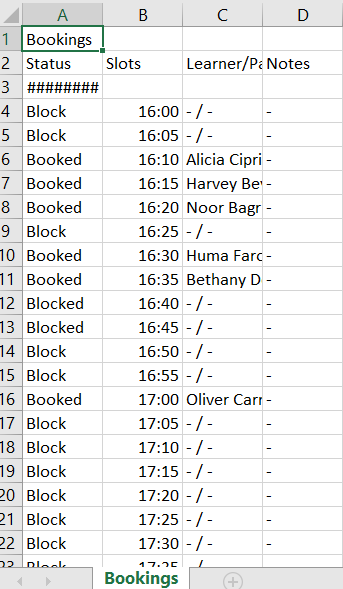 A B C D
1 Bookings
2 Status Slots Learner/Pa Notes
3 ########
4 Block 16:00 - / - -
5 Block 16:05 - / - -
6 Booked 16:10 Alicia Cipri -
7 Booked 16:15 Harvey Be -
8 Booked 16:20 Noor Bagr -
9 Block 16:25 - / - -
10 Booked 16:30 Huma Faro -
11 Booked 16:35 Bethany D -
12 Blocked 16:40 - / - -
13 Blocked 16:45 - / - -
14 Block 16:50 - / - -
15 Block 16:55 - / - -
16 Booked 17:00 Oliver Carr -
17 Block 17:05 - / - -
18 Block 17:10 - / - -
19 Block 17:15 - / - -
20 Block 17:20 - / - -
21 Block 17:25 - / - -
22 Block 17:30 - / - -
23 Block 17:35
Bookings